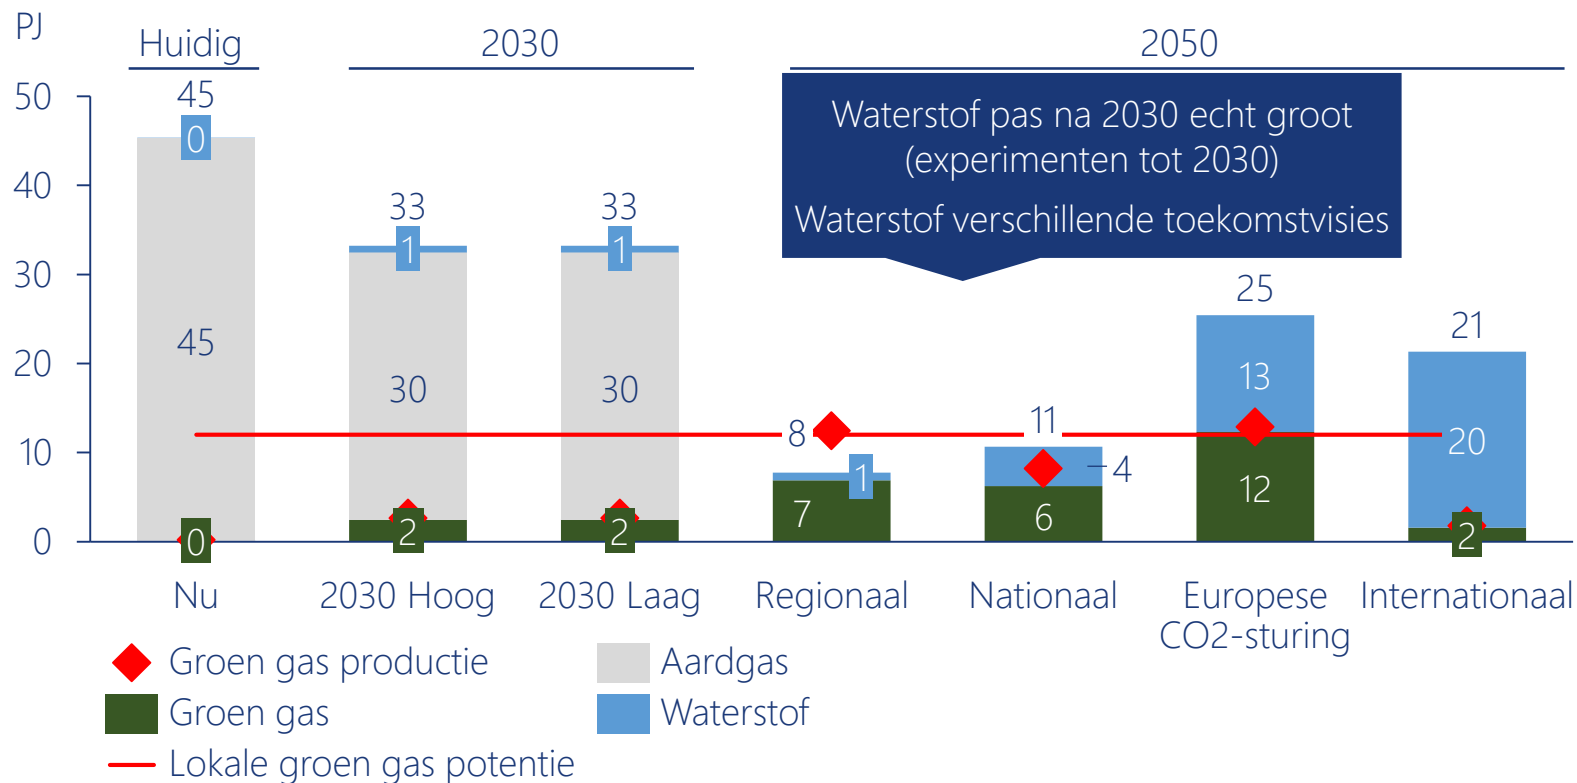 PJ
Huidig
2030
2050
50
40
30
20
10
0
45
0
45
0
33
1
30
2
33
1
30
2
Waterstof pas na 2030 echt groot
(experimenten tot 2030)
Waterstof verschillende toekomstvisies
8
1
7
11
4
6
25
13
12
21
20
2
Nu
2030 Hoog
2030 Laag
Regionaal
Nationaal
Europese
CO2-sturing
Internationaal
Groen gas productie
Aardgas
Groen gas
Waterstof
Lokale groen gas potentie